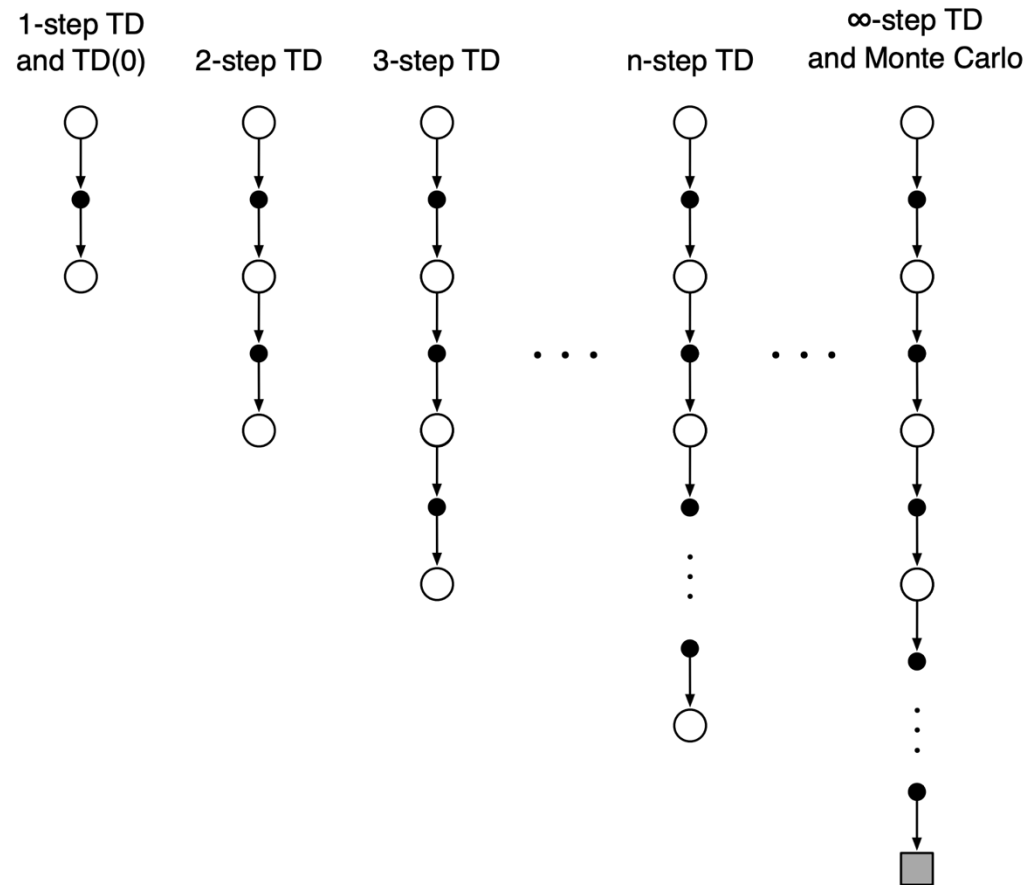 1-step TD
and TD(0)
2-step TD
3-step TD
n-step TD
∞-step TD
and Monte Carlo